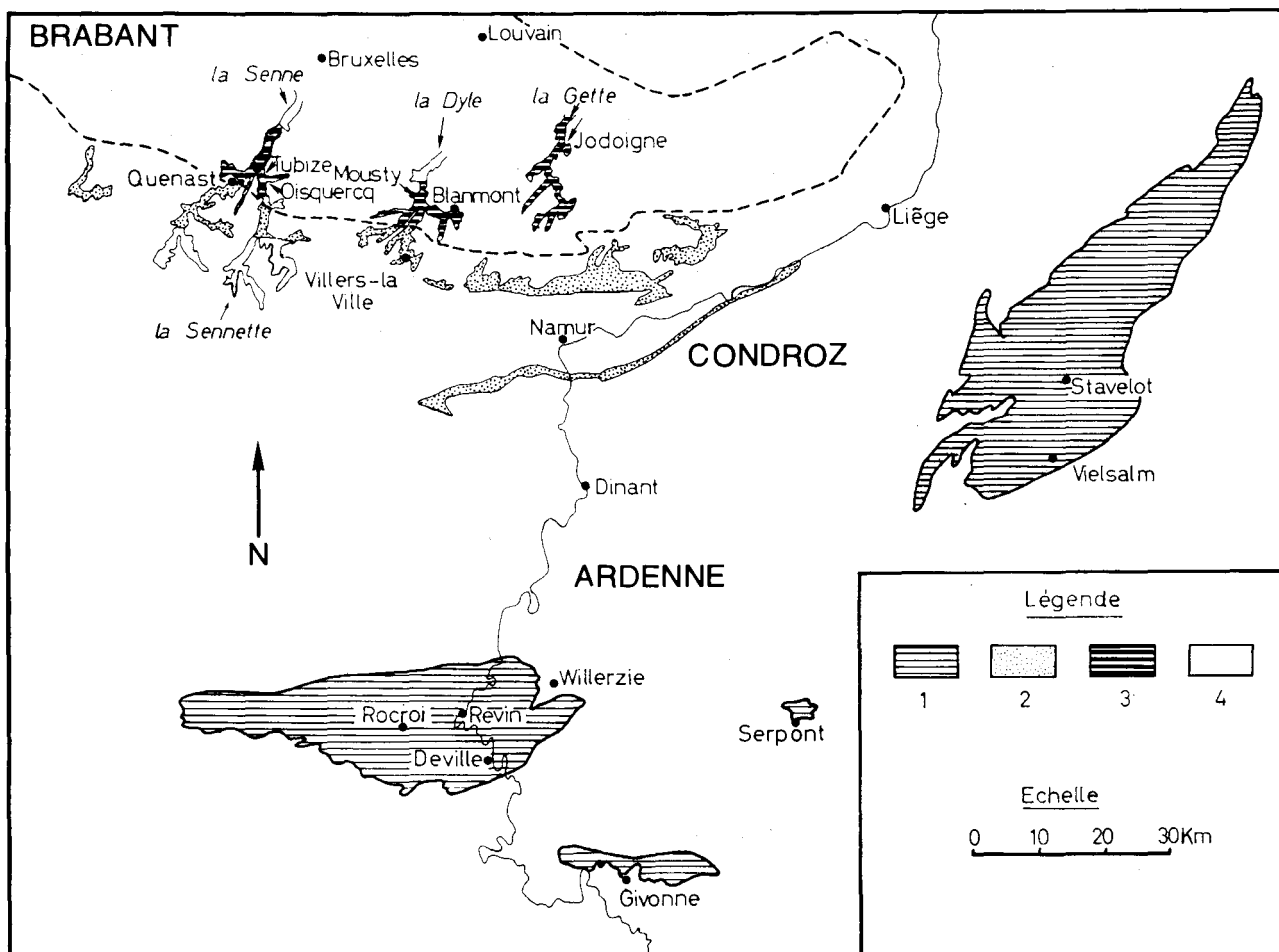 BRABANT
Louvain
Bruxelles
la Senne
la Dyle
la Gette
Jodoigne
Tubize
Mousty
Quenast
Oisquercq
Blanmont
Liège
Villers-la
Ville
la Sennette
Namur
CONDROZ
Stavelot
Vielsalm
Dinant
N
ARDENNE
Légende
1 2 3 4
Willerzie
Rocroi
Revin
Serpont
Deville
Echelle
0 10 20 30Km
Givonne